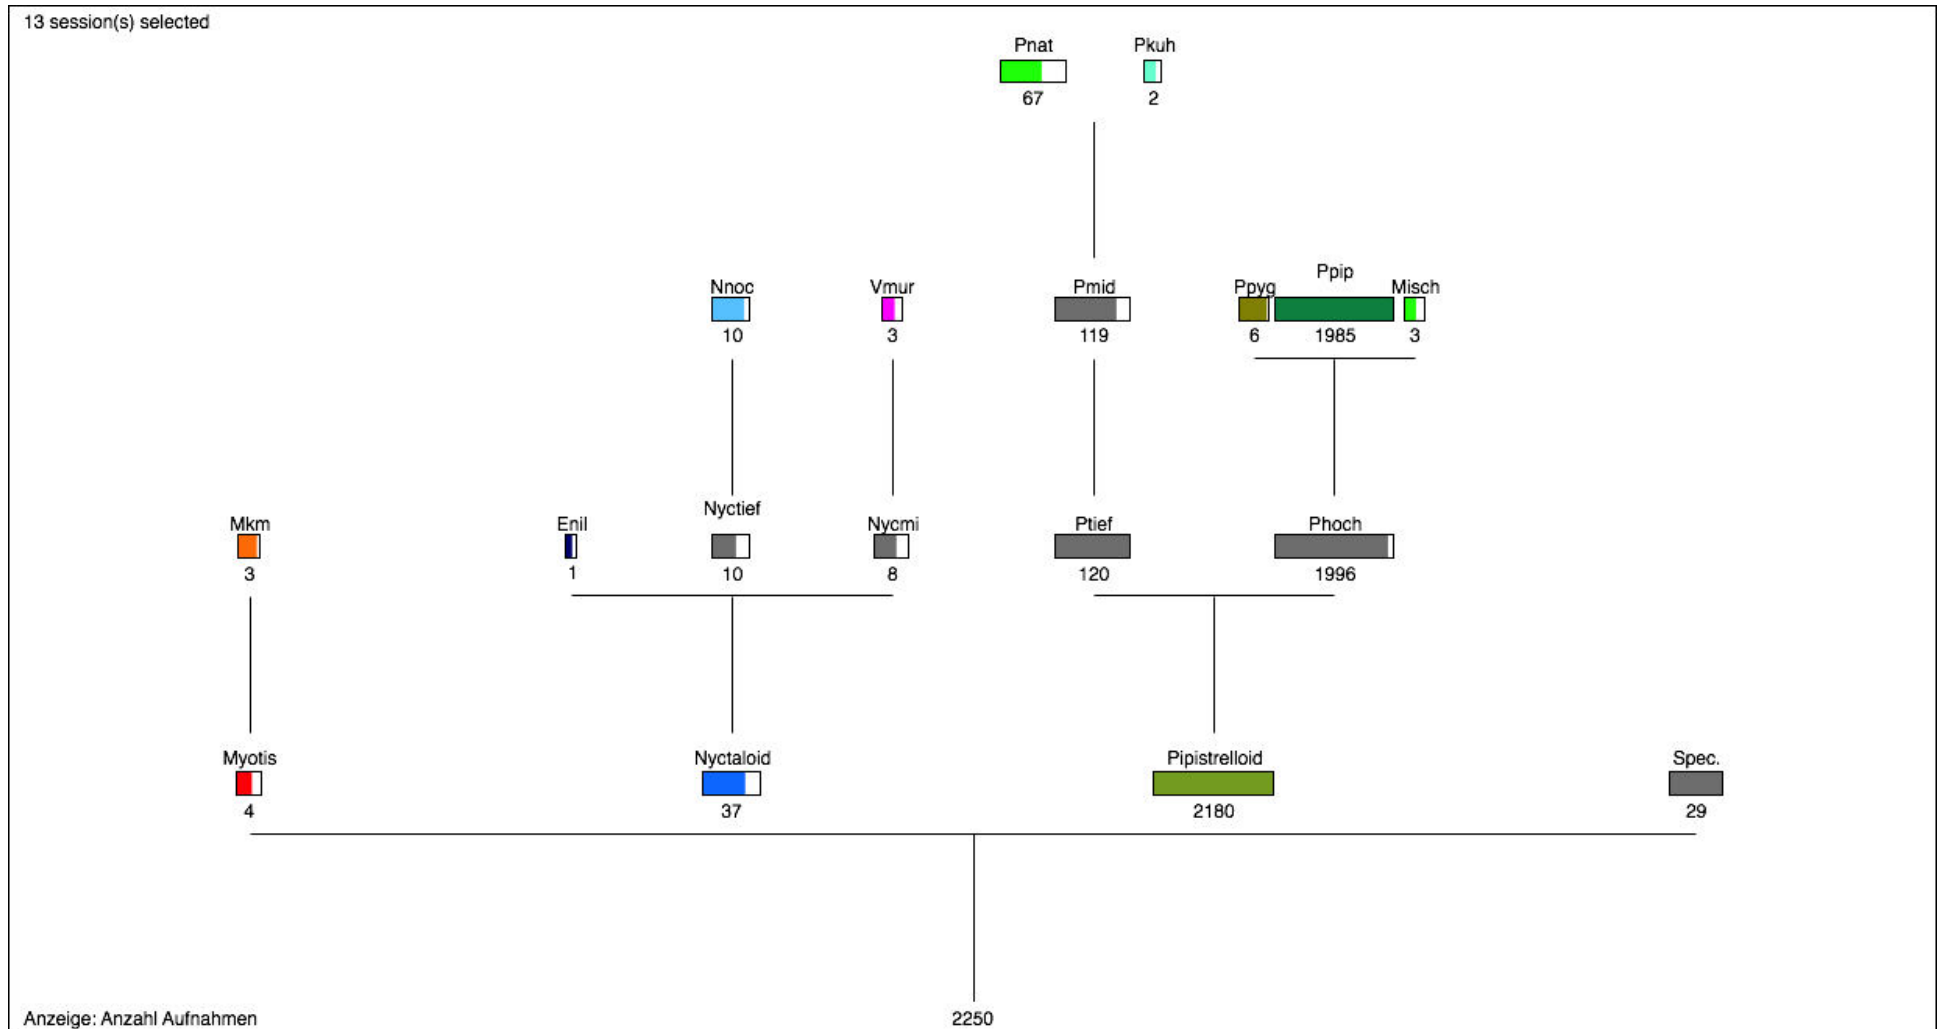 13 session(s) selected
Pnat Pkuh
67 2
Ppip
Nnoc Vmur Pmid Ppyg Misch
10 3 119 6 1985 3
Nyctief
Mkm Enil Nycmi Ptief Phoch
3 1 10 8 120 1996
Myotis Nyctaloid Pipistrelloid Spec.
4 37 2180 29
Anzeige: Anzahl Aufnahmen 2250